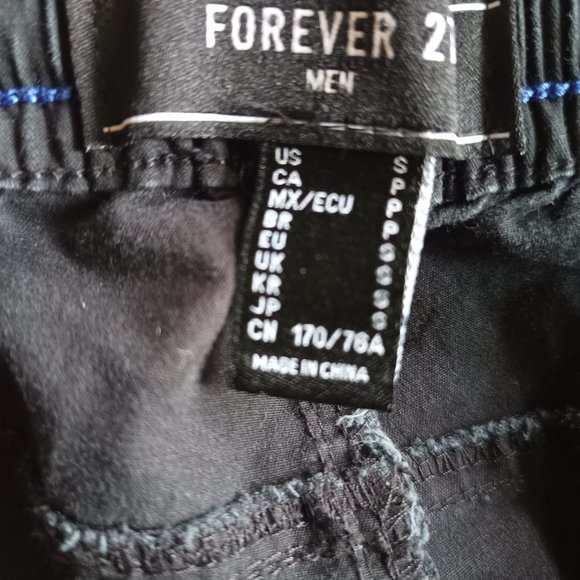 FOREVER 21
MEN
US S
CA P
MX/ECU P
BR P
EU S
UK S
KR S
JP S
CN 170/76A
MADE IN CHINA